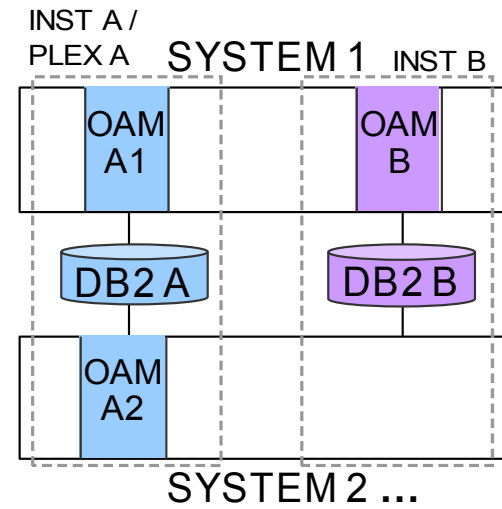 INST A /
PLEX A
SYSTEM 1
INST B
OAM
A1
OAM
B
DB2 A
DB2 B
OAM
A2
SYSTEM 2 ...